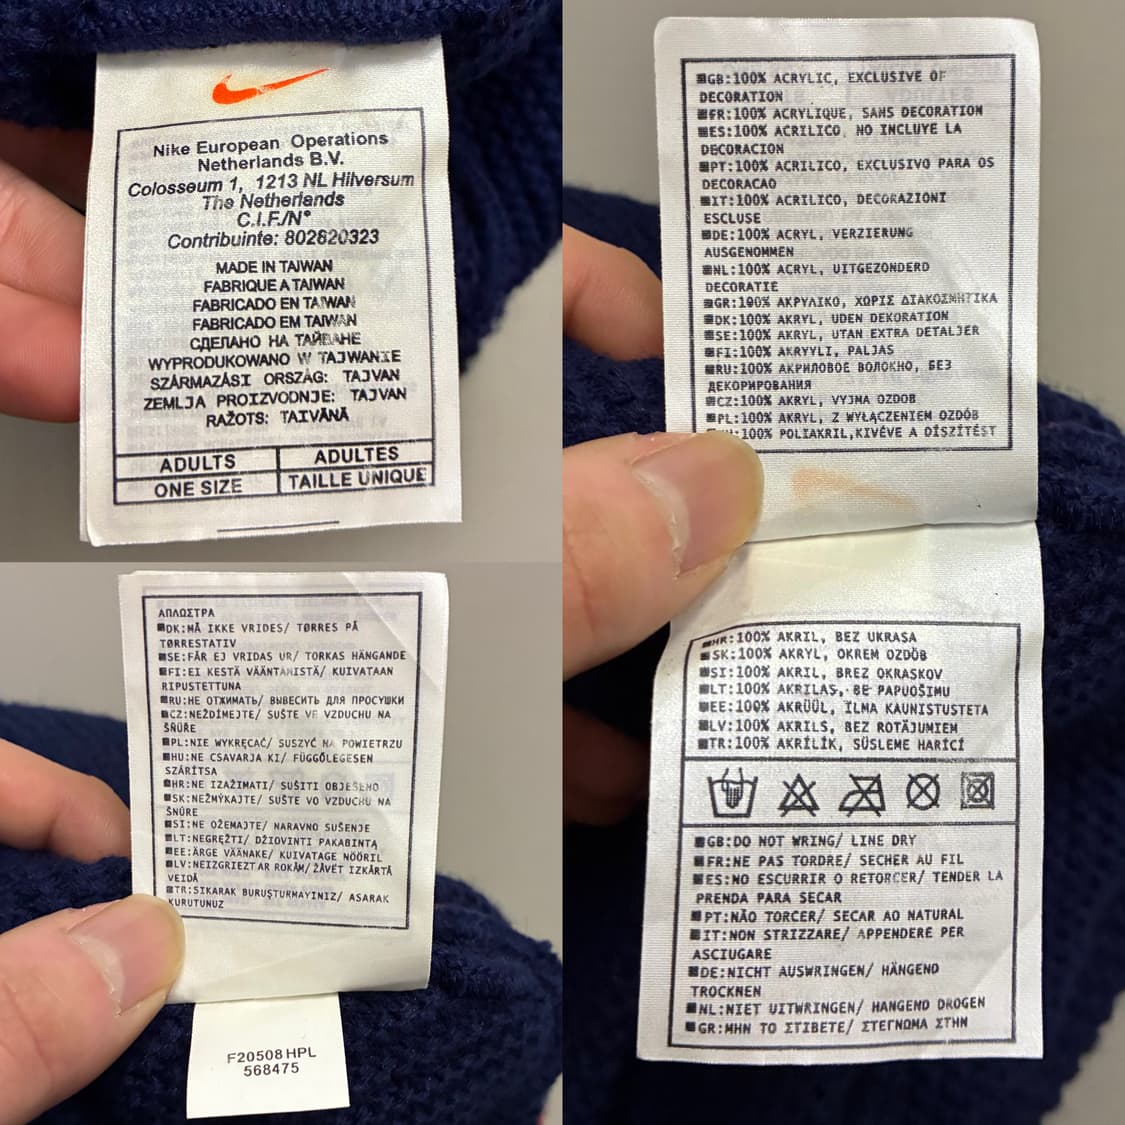 Nike European Operations
Netherlands B.V.
Colosseum 1, 1213 NL Hilversum
The Netherlands
C.I.F./N°
Contribuinte: 802820323
MADE IN TAIWAN
FABRIQUE A TAIWAN
FABRICADO EN TAIWAN
FABRICADO EM TAIWAN
СДЕЛАНО НА ТАЙВАНЕ
WYPRODUKOWANO W TAJWANIE
SZÁRMAZÁSI ORSZÁG: TAJVAN
ZEMLJA PROIZVODNJE: TAJVAN
RAŽOTS: TAIVĀNĀ
ADULTS ADULTES
ONE SIZE TAILLE UNIQUE
GB:100% ACRYLIC, EXCLUSIVE OF
DECORATION
FR:100% ACRYLIQUE, SANS DECORATION
ES:100% ACRILICO, NO INCLUYE LA
DECORACION
PT:100% ACRILICO, EXCLUSIVO PARA OS
DECORACAO
IT:100% ACRILICO, DECORAZIONI
ESCLUSE
DE:100% ACRYL, VERZIERUNG
AUSGENOMMEN
NL:100% ACRYL, UITGEZONDERD
DECORATIE
GR:100% ΑΚΡΥΛΙΚΟ, ΧΩΡΙΣ ΔΙΑΚΟΣΜΗΤΙΚΑ
DK:100% AKRYL, UDEN DEKORATION
SE:100% AKRYL, UTAN EXTRA DETALJER
FI:100% AKRYYLI, PALJAS
RU:100% АКРИЛОВОЕ ВОЛОКНО, БЕЗ
ДЕКОРИРОВАНИЯ
CZ:100% AKRYL, VYJMA OZDOB
PL:100% AKRYL, Z WYŁĄCZENIEM OZDÓB
:100% POLIAKRIL,KIVÉVE A DÍSZÍTÉST
HR:100% AKRIL, BEZ UKRASA
SK:100% AKRYL, OKREM OZDÔB
SI:100% AKRIL, BREZ OKRASKOV
LT:100% AKRILAS, BE PAPUOŠIMU
EE:100% AKRÜÜL, ILMA KAUNISTUSTETA
LV:100% AKRILS, BEZ ROTĀJUMIEM
TR:100% AKRİLİK, SÜSLEME HARİCİ
GB:DO NOT WRING/ LINE DRY
FR:NE PAS TORDRE/ SECHER AU FIL
ES:NO ESCURRIR O RETORCER/ TENDER LA
PRENDA PARA SECAR
PT:NÃO TORCER/ SECAR AO NATURAL
IT:NON STRIZZARE/ APPENDERE PER
ASCIUGARE
DE:NICHT AUSWRINGEN/ HÄNGEND
TROCKNEN
NL:NIET UITWRINGEN/ HANGEND DROGEN
GR:ΜΗΝ ΤΟ ΣΤΙΒΕΤΕ/ ΣΤΕΓΝΩΜΑ ΣΤΗΝ
ΑΠΛΩΣΤΡΑ
DK:MÅ IKKE VRIDES/ TØRRES PÅ
TØRRESTATIV
SE:FÅR EJ VRIDAS UR/ TORKAS HÄNGANDE
FI:EI KESTÄ VÄÄNTÄMISTÄ/ KUIVATAAN
RIPUSTETTUNA
RU:НЕ ОТЖИМАТЬ/ ВЫВЕСИТЬ ДЛЯ ПРОСУШКИ
CZ:NEŽDÍMEJTE/ SUŠTE VE VZDUCHU NA
ŠŇŮŘE
PL:NIE WYKRĘCAĆ/ SUSZYĆ NA POWIETRZU
HU:NE CSAVARJA KI/ FÜGGŐLEGESEN
SZÁRÍTSA
HR:NE IZAŽIMATI/ SUŠITI OBJEŠENO
SK:NEŽMÝKAJTE/ SUŠTE VO VZDUCHU NA
ŠNÚRE
SI:NE OŽEMAJTE/ NARAVNO SUŠENJE
LT:NEGRĘŽTI/ DŽIOVINTI PAKABINTĄ
EE:ÄRGE VÄÄNAKE/ KUIVATAGE NÖÖRIL
LV:NEIZGRIEZT AR ROKĀM/ŽĀVĒT IZKĀRTĀ
VEIDĀ
TR:SIKARAK BURUŞTURMAYINIZ/ ASARAK
KURUTUNUZ
F20508 HPL
568475